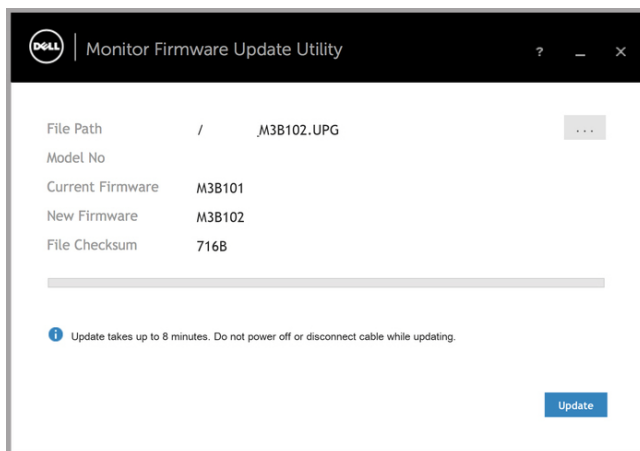 DELL | Monitor Firmware Update Utility ? _ ×
File Path / M3B102.UPG ...
Model No
Current Firmware M3B101
New Firmware M3B102
File Checksum 716B
Update takes up to 8 minutes. Do not power off or disconnect cable while updating.
Update